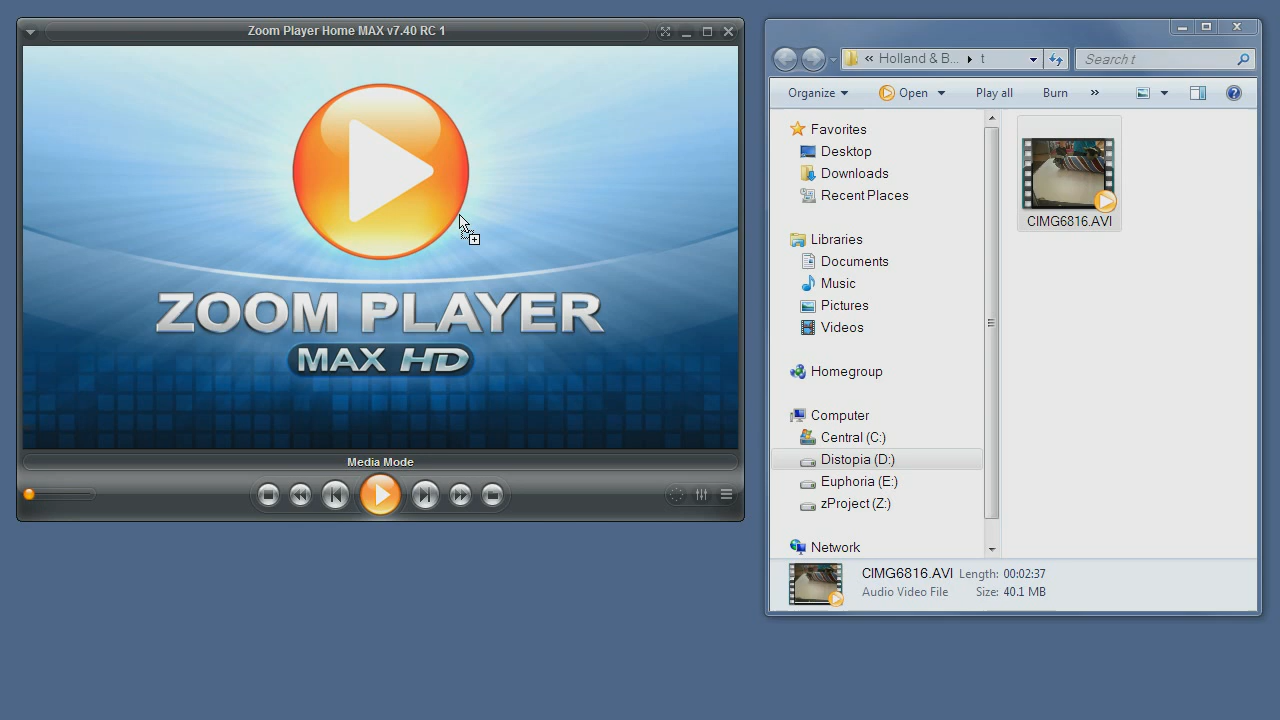 Zoom Player Home MAX v7.40 RC 1
ZOOM PLAYER
MAX HD
Media Mode
« Holland & B... ▸ t
Search t
Organize
Open
Play all
Burn
»
Favorites
Desktop
Downloads
Recent Places
Libraries
Documents
Music
Pictures
Videos
Homegroup
Computer
Central (C:)
Distopia (D:)
Euphoria (E:)
zProject (Z:)
Network
CIMG6816.AVI
CIMG6816.AVI Length: 00:02:37
Audio Video File Size: 40.1 MB